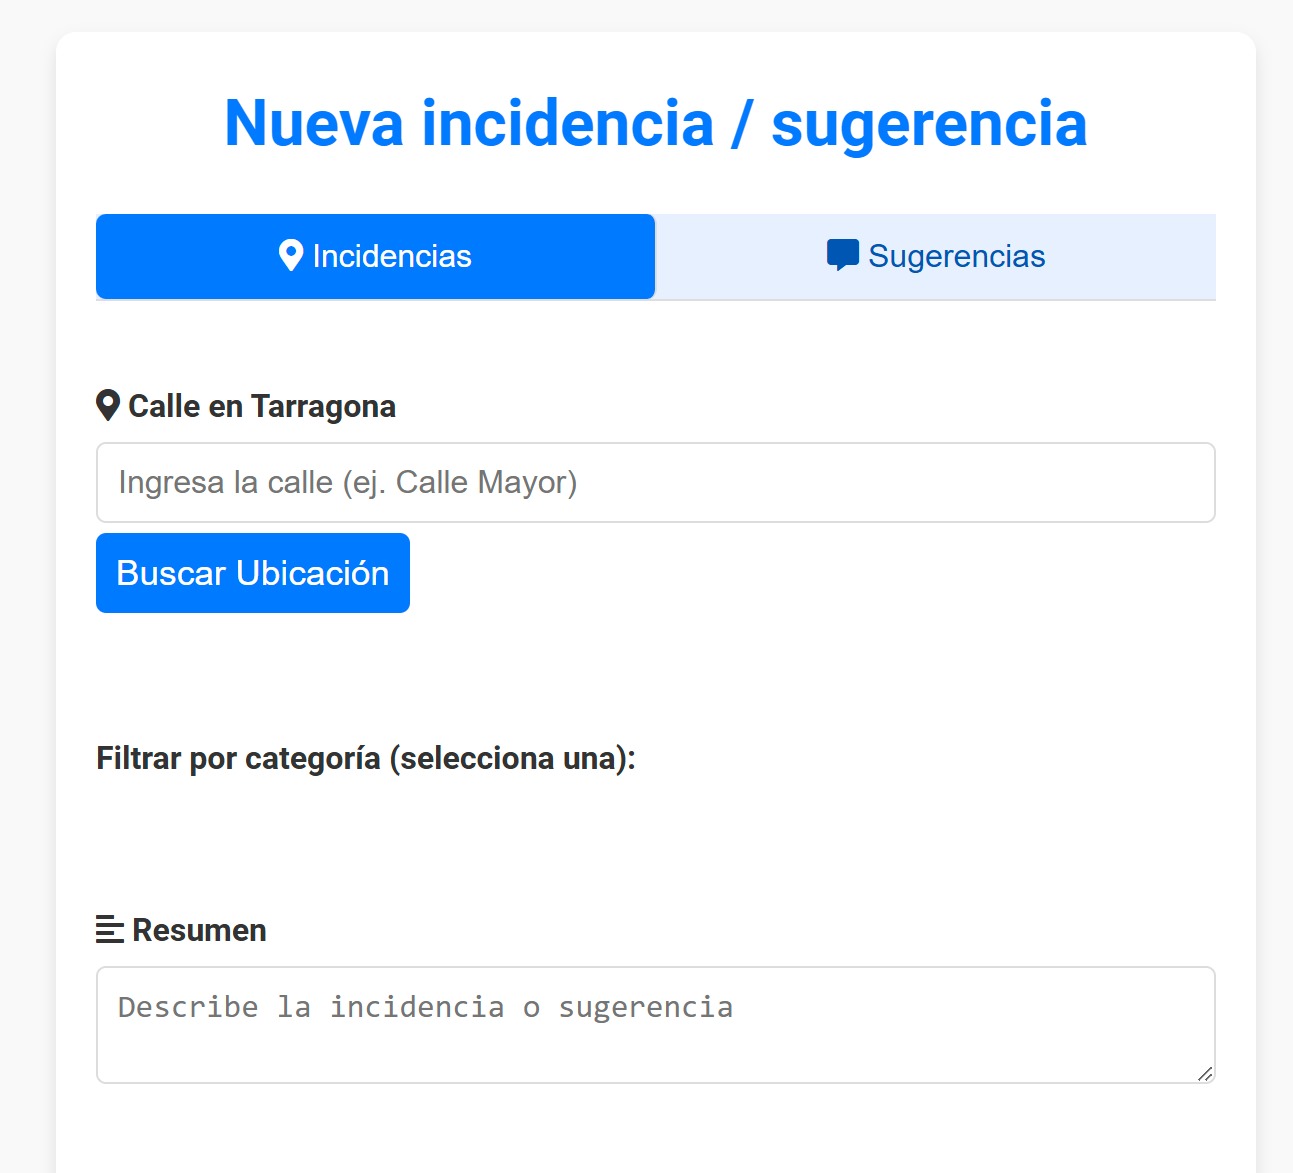 Nueva incidencia / sugerencia
Incidencias
Sugerencias
Calle en Tarragona
Ingresa la calle (ej. Calle Mayor)
Buscar Ubicación
Filtrar por categoría (selecciona una):
Resumen
Describe la incidencia o sugerencia